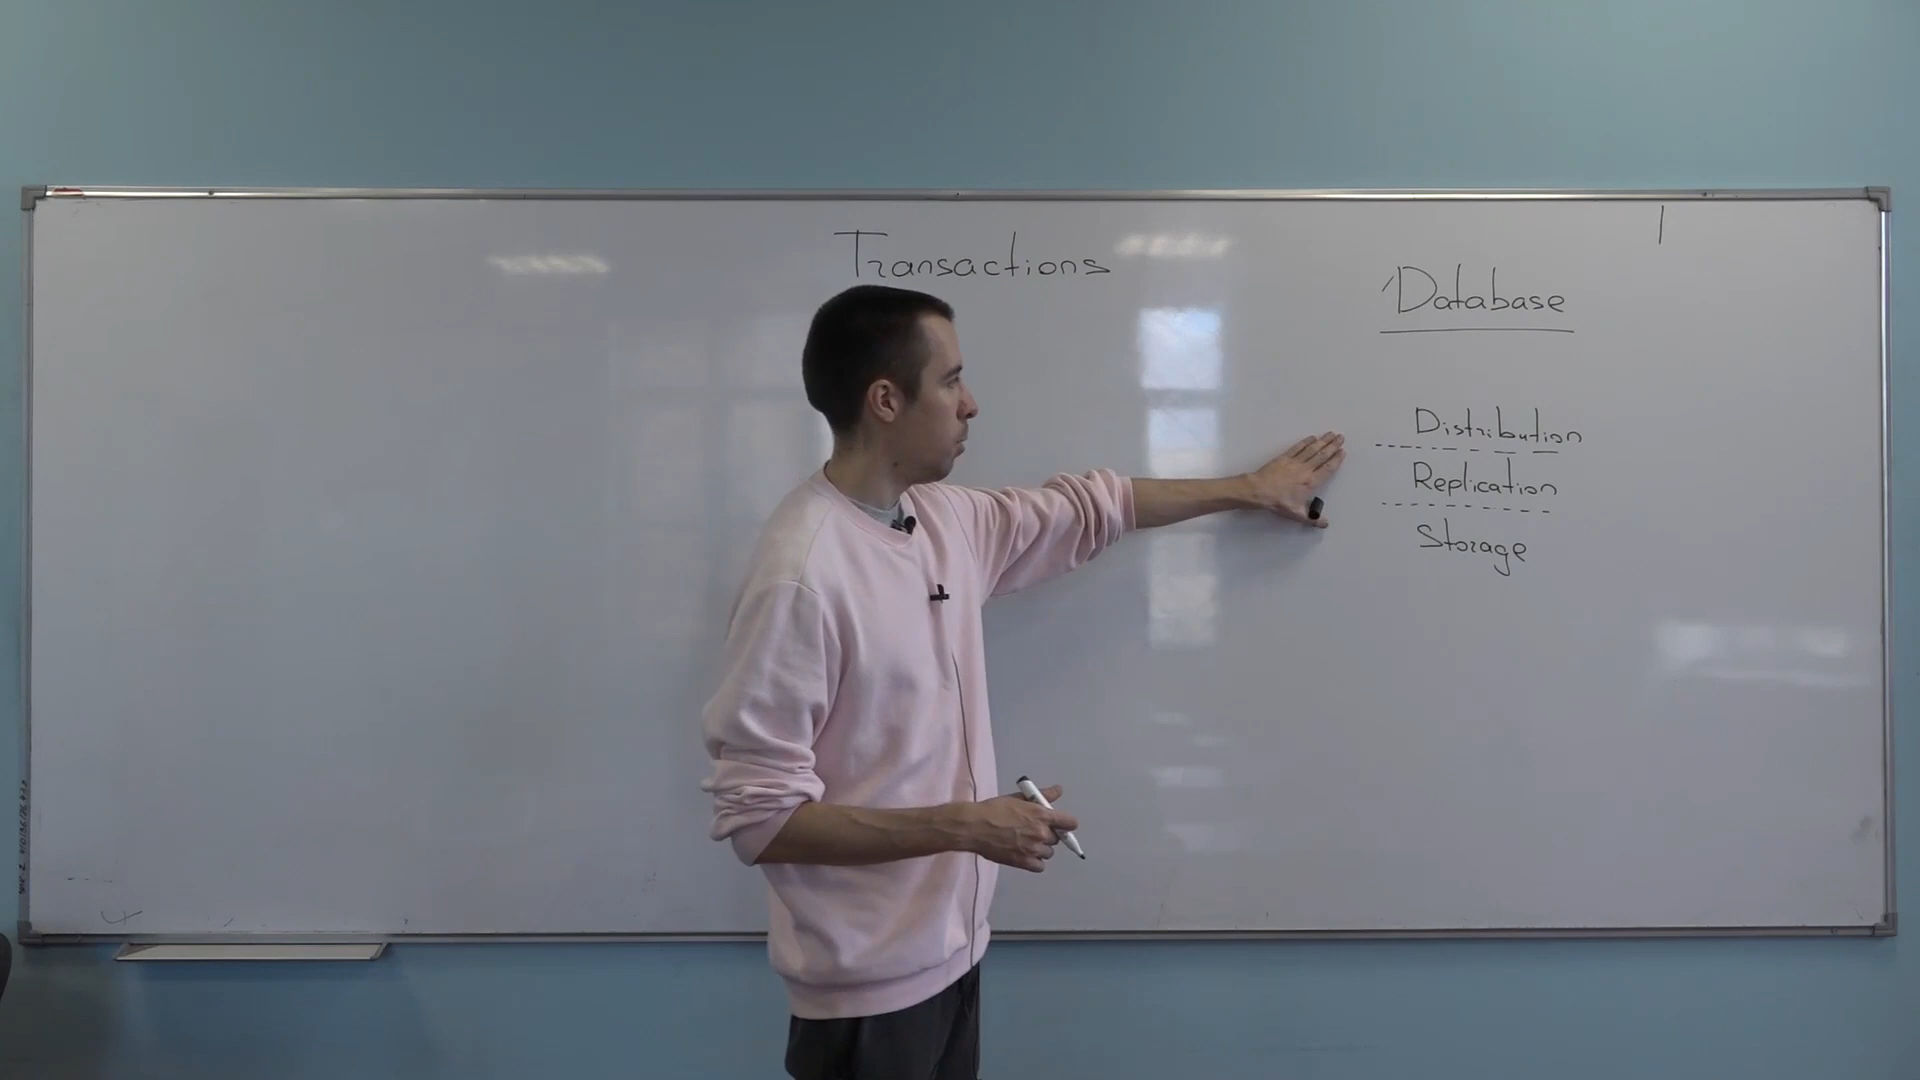 Transactions
Database
Distribution
Replication
Storage